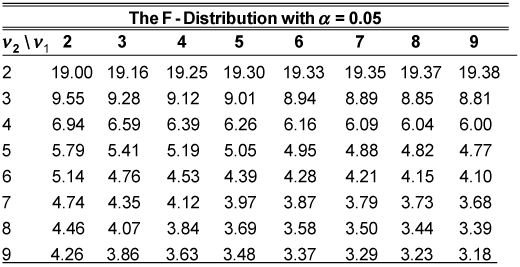 The F - Distribution with α = 0.05
ν2 \ ν1 2 3 4 5 6 7 8 9
2 19.00 19.16 19.25 19.30 19.33 19.35 19.37 19.38
3 9.55 9.28 9.12 9.01 8.94 8.89 8.85 8.81
4 6.94 6.59 6.39 6.26 6.16 6.09 6.04 6.00
5 5.79 5.41 5.19 5.05 4.95 4.88 4.82 4.77
6 5.14 4.76 4.53 4.39 4.28 4.21 4.15 4.10
7 4.74 4.35 4.12 3.97 3.87 3.79 3.73 3.68
8 4.46 4.07 3.84 3.69 3.58 3.50 3.44 3.39
9 4.26 3.86 3.63 3.48 3.37 3.29 3.23 3.18